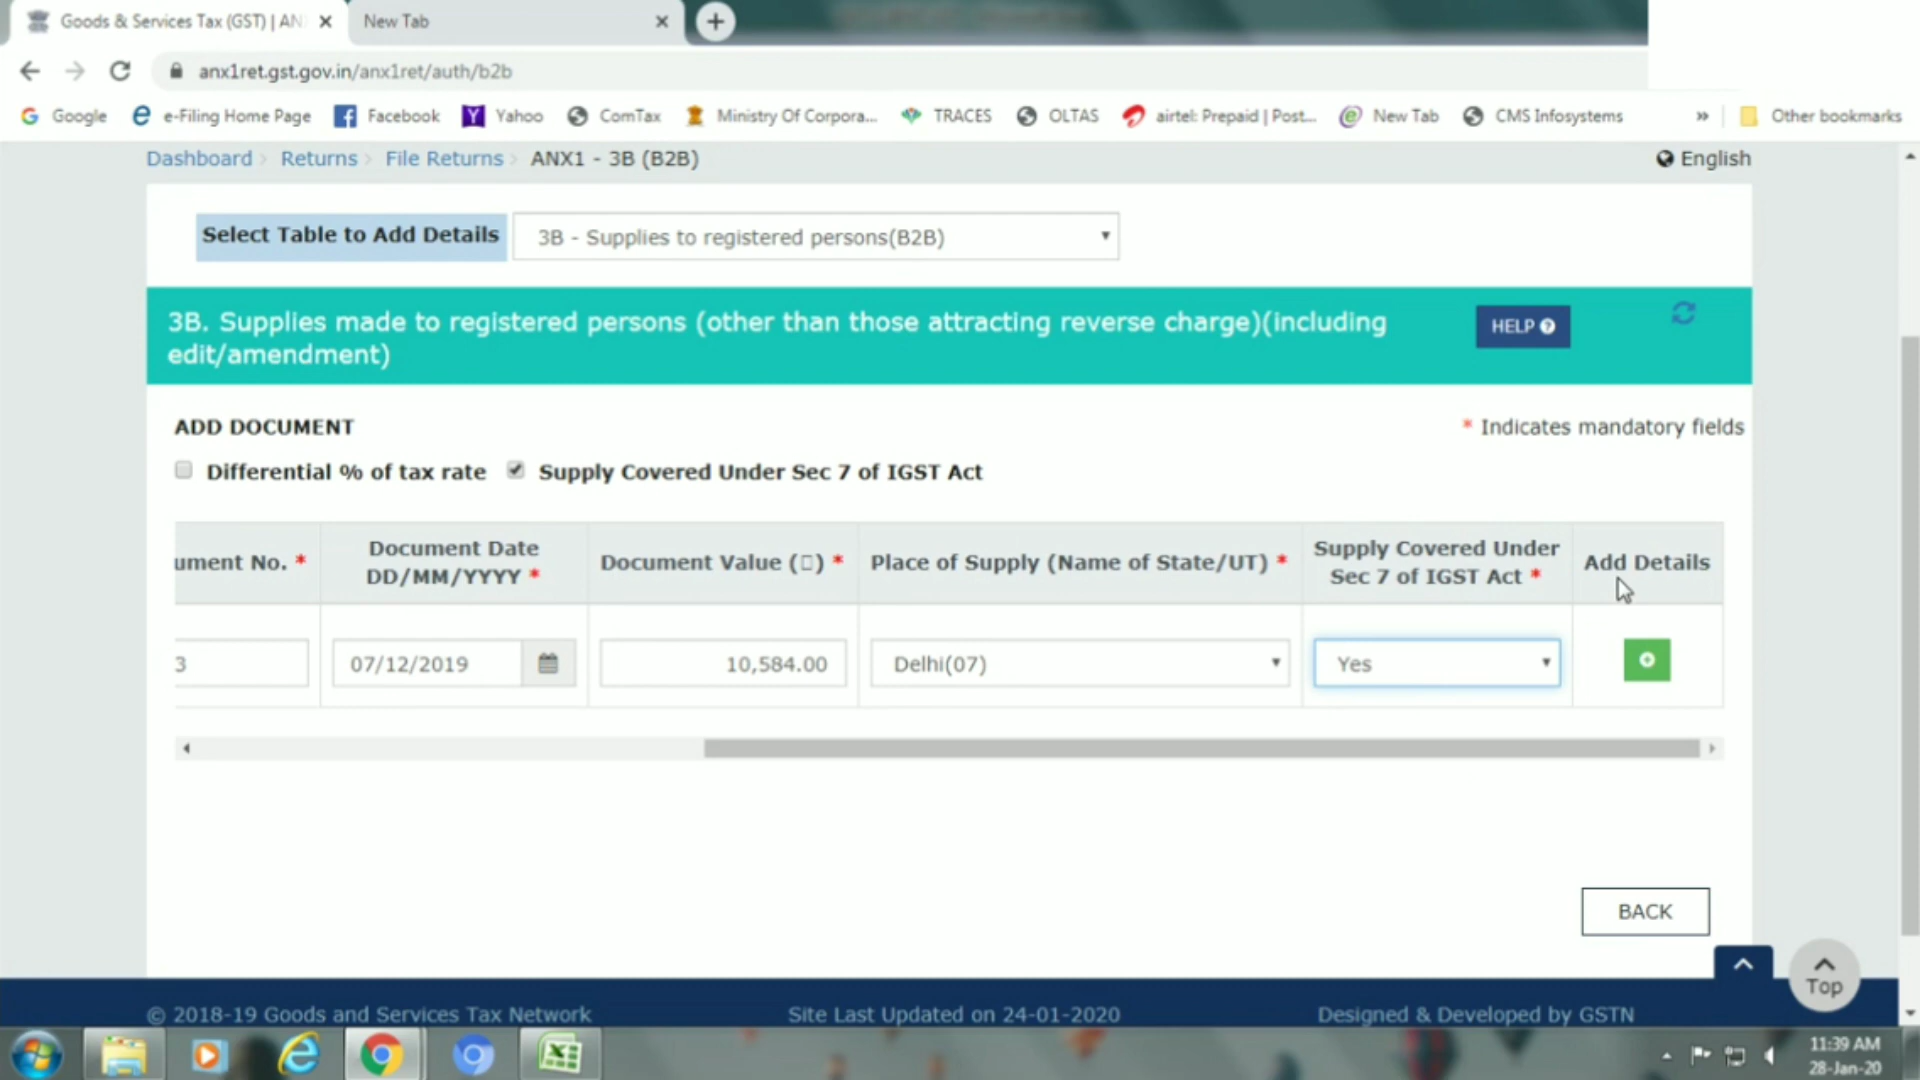 Goods & Services Tax (GST) | AN
New Tab
anx1ret.gst.gov.in/anx1ret/auth/b2b
Google e-Filing Home Page Facebook Yahoo ComTax Ministry Of Corpora... TRACES OLTAS airtel: Prepaid | Post... New Tab CMS Infosystems » Other bookmarks
Dashboard > Returns > File Returns > ANX1 - 3B (B2B)
English
Select Table to Add Details
3B - Supplies to registered persons(B2B)
3B. Supplies made to registered persons (other than those attracting reverse charge)(including
edit/amendment)
HELP
ADD DOCUMENT
* Indicates mandatory fields
Differential % of tax rate
Supply Covered Under Sec 7 of IGST Act
ument No. *
Document Date
DD/MM/YYYY *
Document Value (▯) *
Place of Supply (Name of State/UT) *
Supply Covered Under
Sec 7 of IGST Act *
Add Details
3
07/12/2019
10,584.00
Delhi(07)
Yes
BACK
Top
© 2018-19 Goods and Services Tax Network
Site Last Updated on 24-01-2020
Designed & Developed by GSTN
11:39 AM
28-Jan-20